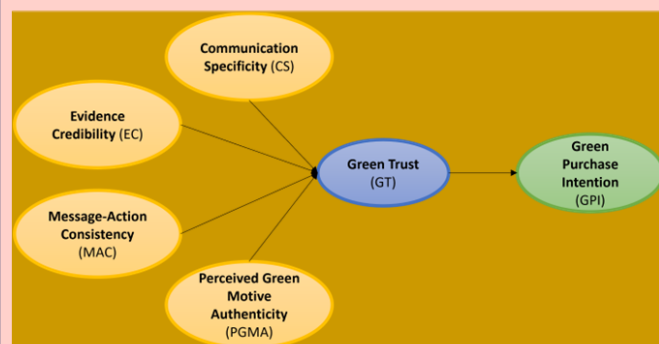 Communication
Specificity (CS)
Evidence
Credibility (EC)
Green Trust
(GT)
Green
Purchase
Intention
(GPI)
Message-Action
Consistency
(MAC)
Perceived Green
Motive
Authenticity
(PGMA)